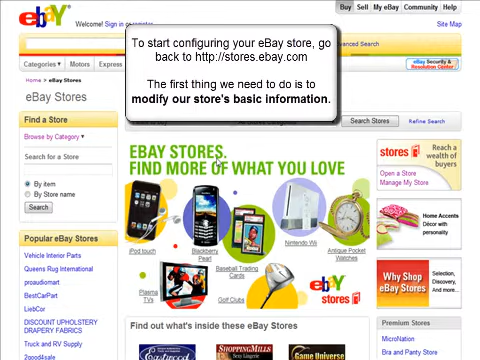 ebY
Welcome! Sign in or register
Buy Sell My eBay Community Help
Site Map
Advanced Search
Categories Motors Express
eBay Security &
Resolution Center
Home > eBay Stores
eBay Stores
To start configuring your eBay store, go
back to http://stores.ebay.com
The first thing we need to do is to
modify our store's basic information.
Search Stores
Refine Search
Find a Store
Browse by Category
Search for a Store
By item
By Store name
Search
Popular eBay Stores
Vehicle Interior Parts
Queens Rug International
proaudiomart
BestCarPart
LiebCor
DISCOUNT UPHOLSTERY
DRAPERY FABRICS
Truck and RV Supply
2good4sale
EBAY STORES.
FIND MORE OF WHAT YOU LOVE
iPod touch
Blackberry
Pearl
Baseball Trading
Cards
Nintendo Wii
Antique Pocket
Watches
Plasma
TVs
Golf Clubs
ebY
stores
Find out what's inside these eBay Stores
SHOPPINGMILLS
Game Universe
stores
Reach a
wealth of
buyers
Open a Store
Manage My Store
Home Accents
Décor with
personality
Why Shop
eBay Stores?
Selection,
Discovery,
And more...
Premium Stores
MicroNation